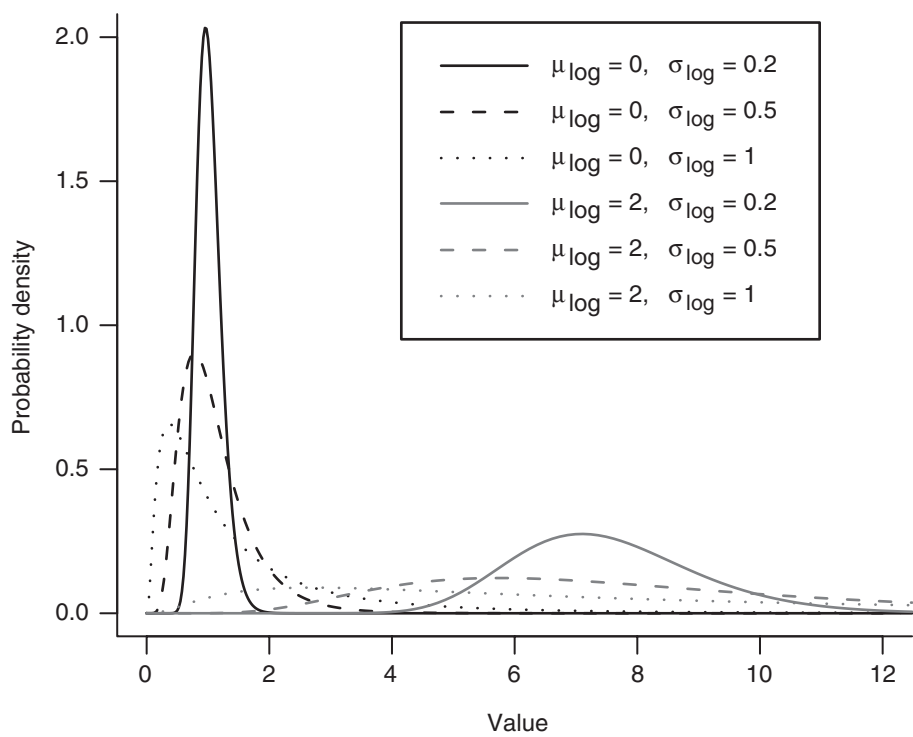 μlog = 0, σlog = 0.2
μlog = 0, σlog = 0.5
μlog = 0, σlog = 1
μlog = 2, σlog = 0.2
μlog = 2, σlog = 0.5
μlog = 2, σlog = 1
Probability density
2.0
1.5
1.0
0.5
0.0
0 2 4 6 8 10 12
Value